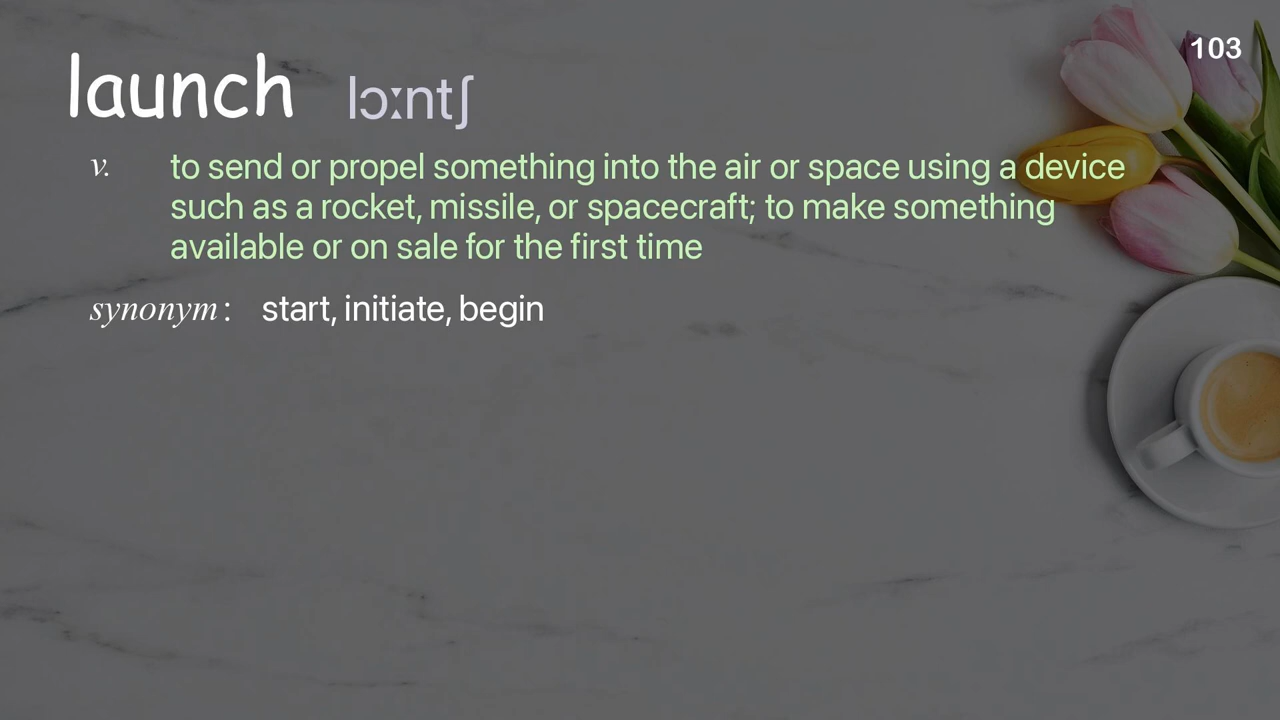 103
launch lɔːntʃ
v. to send or propel something into the air or space using a device
such as a rocket, missile, or spacecraft; to make something
available or on sale for the first time
synonym: start, initiate, begin